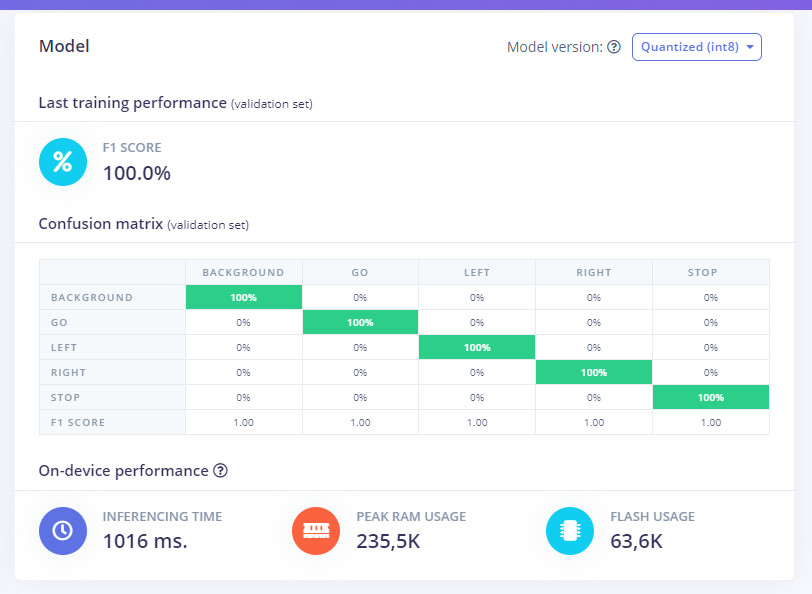 Model
Model version: Quantized (int8)
Last training performance (validation set)
F1 SCORE
100.0%
Confusion matrix (validation set)
BACKGROUND GO LEFT RIGHT STOP
BACKGROUND 100% 0% 0% 0% 0%
GO 0% 100% 0% 0% 0%
LEFT 0% 0% 100% 0% 0%
RIGHT 0% 0% 0% 100% 0%
STOP 0% 0% 0% 0% 100%
F1 SCORE 1.00 1.00 1.00 1.00 1.00
On-device performance
INFERENCING TIME
1016 ms.
PEAK RAM USAGE
235,5K
FLASH USAGE
63,6K